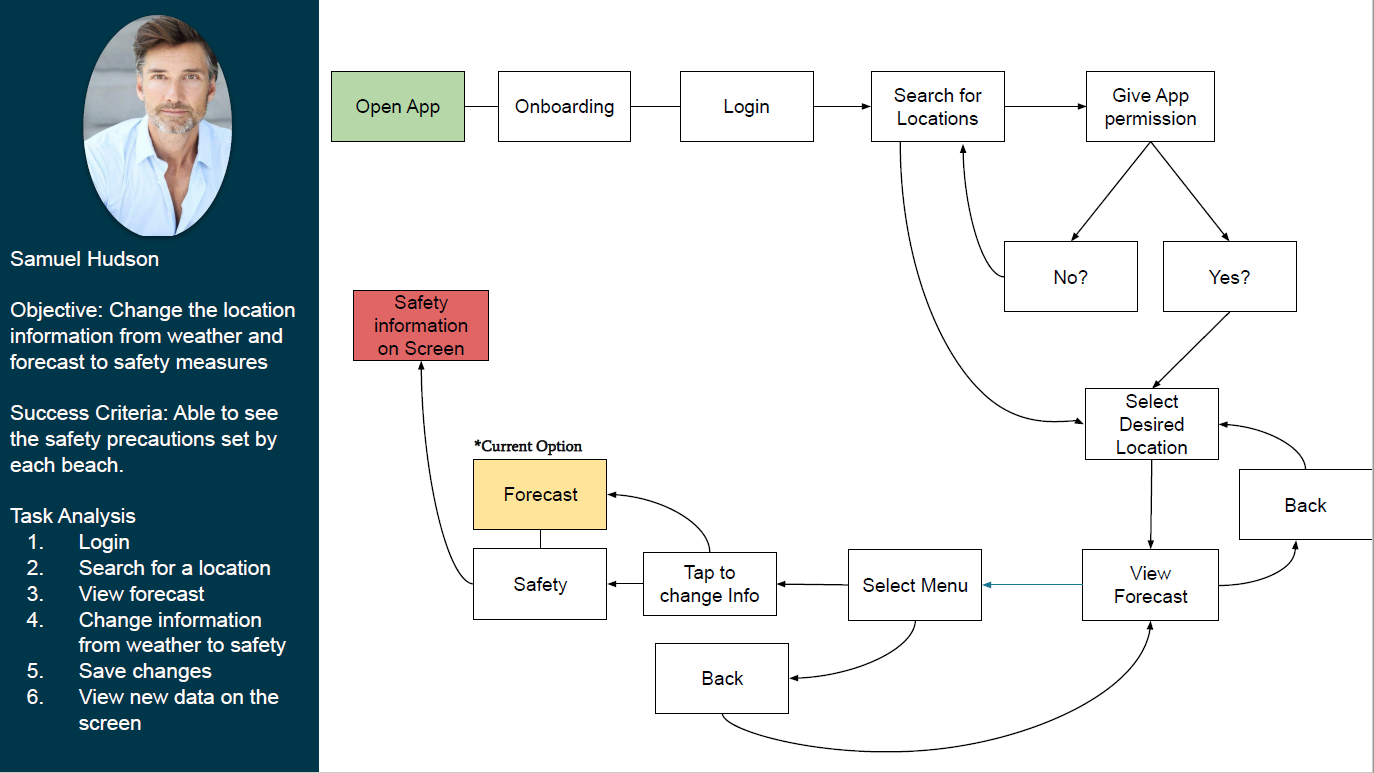 Samuel Hudson
Objective: Change the location
information from weather and
forecast to safety measures
Success Criteria: Able to see
the safety precautions set by
each beach.
Task Analysis
1. Login
2. Search for a location
3. View forecast
4. Change information
from weather to safety
5. Save changes
6. View new data on the
screen
Open App
Onboarding
Login
Search for
Locations
Give App
permission
No?
Yes?
Safety
information
on Screen
Select
Desired
Location
*Current Option
Forecast
Back
Safety
Tap to
change Info
Select Menu
View
Forecast
Back